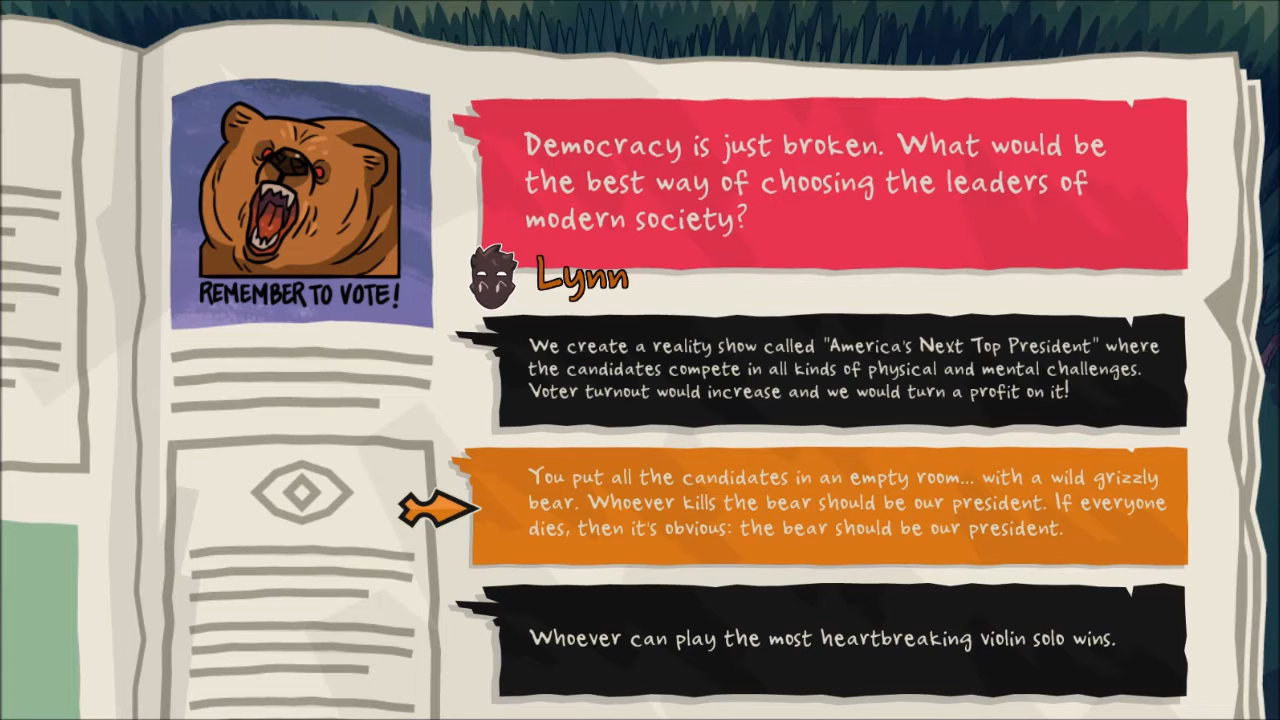 REMEMBER TO VOTE!
Democracy is just broken. What would be
the best way of choosing the leaders of
modern society?
Lynn
We create a reality show called "America's Next Top President" where
the candidates compete in all kinds of physical and mental challenges.
Voter turnout would increase and we would turn a profit on it!
You put all the candidates in an empty room... with a wild grizzly
bear. Whoever kills the bear should be our president. If everyone
dies, then it's obvious: the bear should be our president.
Whoever can play the most heartbreaking violin solo wins.